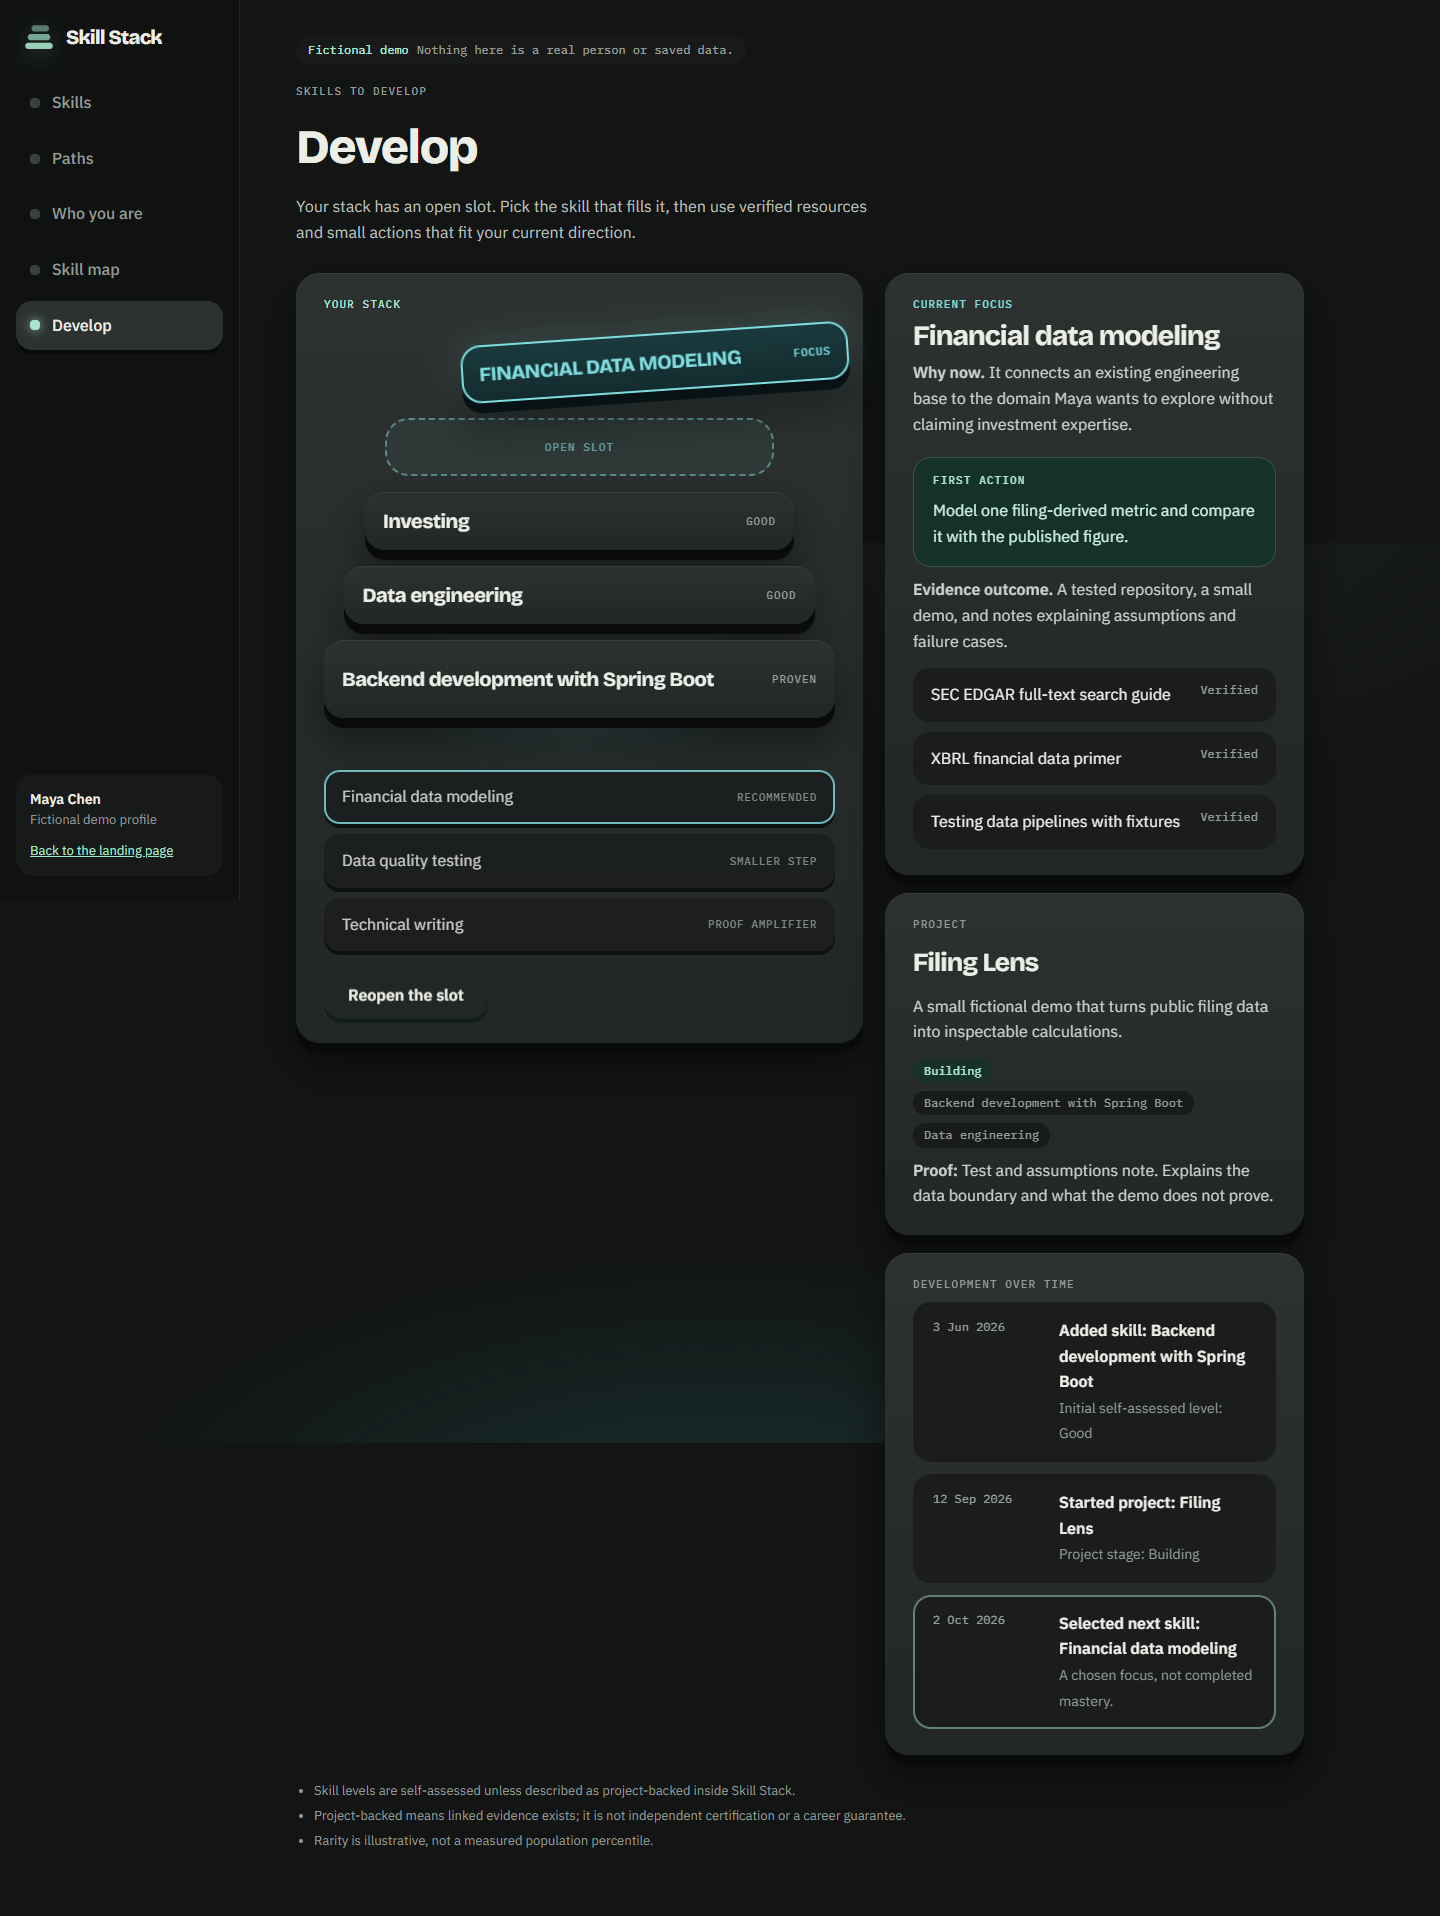 Skill Stack
Skills
Paths
Who you are
Skill map
Develop
Maya Chen
Fictional demo profile
Back to the landing page
Fictional demo Nothing here is a real person or saved data.
SKILLS TO DEVELOP
Develop
Your stack has an open slot. Pick the skill that fills it, then use verified resources
and small actions that fit your current direction.
YOUR STACK
FINANCIAL DATA MODELING FOCUS
OPEN SLOT
Investing GOOD
Data engineering GOOD
Backend development with Spring Boot PROVEN
Financial data modeling RECOMMENDED
Data quality testing SMALLER STEP
Technical writing PROOF AMPLIFIER
Reopen the slot
CURRENT FOCUS
Financial data modeling
Why now. It connects an existing engineering
base to the domain Maya wants to explore without
claiming investment expertise.
FIRST ACTION
Model one filing-derived metric and compare
it with the published figure.
Evidence outcome. A tested repository, a small
demo, and notes explaining assumptions and
failure cases.
SEC EDGAR full-text search guide Verified
XBRL financial data primer Verified
Testing data pipelines with fixtures Verified
PROJECT
Filing Lens
A small fictional demo that turns public filing data
into inspectable calculations.
Building
Backend development with Spring Boot
Data engineering
Proof: Test and assumptions note. Explains the
data boundary and what the demo does not prove.
DEVELOPMENT OVER TIME
3 Jun 2026 Added skill: Backend
development with Spring
Boot
Initial self-assessed level:
Good
12 Sep 2026 Started project: Filing
Lens
Project stage: Building
2 Oct 2026 Selected next skill:
Financial data modeling
A chosen focus, not completed
mastery.
• Skill levels are self-assessed unless described as project-backed inside Skill Stack.
• Project-backed means linked evidence exists; it is not independent certification or a career guarantee.
• Rarity is illustrative, not a measured population percentile.